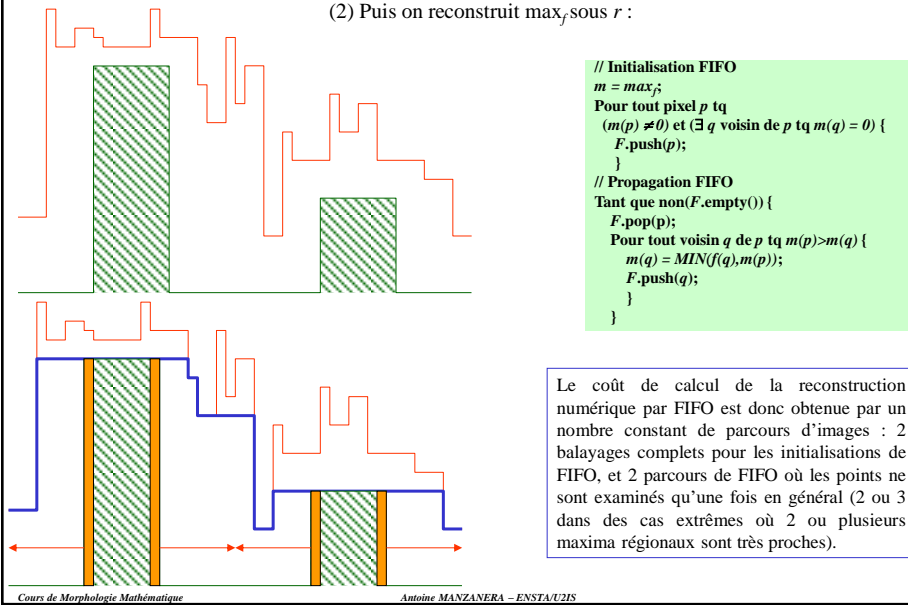 (2) Puis on reconstruit max_f sous r :
// Initialisation FIFO
m = max_f;
Pour tout pixel p tq
(m(p) ≠0) et (∃ q voisin de p tq m(q) = 0) {
F.push(p);
}
// Propagation FIFO
Tant que non(F.empty()) {
F.pop(p);
Pour tout voisin q de p tq m(p)>m(q) {
m(q) = MIN(f(q),m(p));
F.push(q);
}
}
Le coût de calcul de la reconstruction
numérique par FIFO est donc obtenue par un
nombre constant de parcours d’images : 2
balayages complets pour les initialisations de
FIFO, et 2 parcours de FIFO où les points ne
sont examinés qu’une fois en général (2 ou 3
dans des cas extrêmes où 2 ou plusieurs
maxima régionaux sont très proches).
Cours de Morphologie Mathématique
Antoine MANZANERA – ENSTA/U2IS